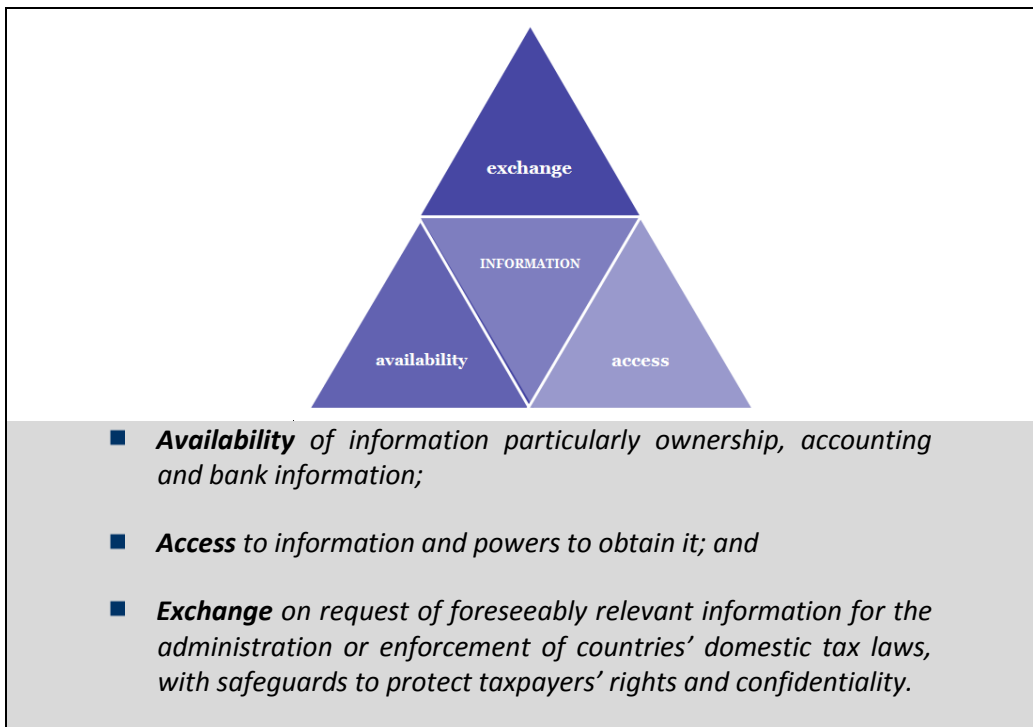 exchange
INFORMATION
availability
access
Availability of information particularly ownership, accounting
and bank information;
Access to information and powers to obtain it; and
Exchange on request of foreseeably relevant information for the
administration or enforcement of countries’ domestic tax laws,
with safeguards to protect taxpayers’ rights and confidentiality.